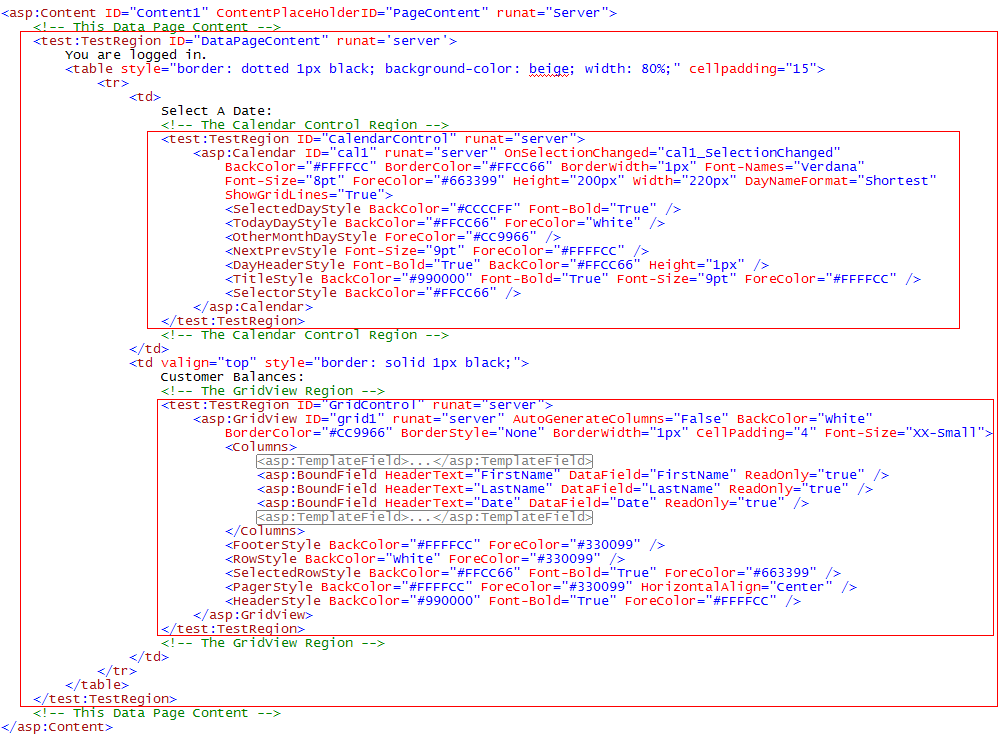 <asp:Content ID="Content1" ContentPlaceHolderID="PageContent" runat="Server">
<!-- This Data Page Content -->
<test:TestRegion ID="DataPageContent" runat='server'>
You are logged in.
<table style="border: dotted 1px black; background-color: beige; width: 80%;" cellpadding="15">
<tr>
<td>
Select A Date:
<!-- The Calendar Control Region -->
<test:TestRegion ID="CalendarControl" runat="server">
<asp:Calendar ID="cal1" runat="server" OnSelectionChanged="cal1_SelectionChanged"
BackColor="#FFFFCC" BorderColor="#FFCC66" BorderWidth="1px" Font-Names="Verdana"
Font-Size="8pt" ForeColor="#663399" Height="200px" Width="220px" DayNameFormat="Shortest"
ShowGridLines="True">
<SelectedDayStyle BackColor="#CCCCFF" Font-Bold="True" />
<TodayDayStyle BackColor="#FFCC66" ForeColor="White" />
<OtherMonthDayStyle ForeColor="#CC9966" />
<NextPrevStyle Font-Size="9pt" ForeColor="#FFFFCC" />
<DayHeaderStyle Font-Bold="True" BackColor="#FFCC66" Height="1px" />
<TitleStyle BackColor="#990000" Font-Bold="True" Font-Size="9pt" ForeColor="#FFFFCC" />
<SelectorStyle BackColor="#FFCC66" />
</asp:Calendar>
</test:TestRegion>
<!-- The Calendar Control Region -->
</td>
<td valign="top" style="border: solid 1px black;">
Customer Balances:
<!-- The GridView Region -->
<test:TestRegion ID="GridControl" runat="server">
<asp:GridView ID="grid1" runat="server" AutoGenerateColumns="False" BackColor="White"
BorderColor="#CC9966" BorderStyle="None" BorderWidth="1px" CellPadding="4" Font-Size="XX-Small">
<Columns>
<asp:TemplateField>...</asp:TemplateField>
<asp:BoundField HeaderText="FirstName" DataField="FirstName" ReadOnly="true" />
<asp:BoundField HeaderText="LastName" DataField="LastName" ReadOnly="true" />
<asp:BoundField HeaderText="Date" DataField="Date" ReadOnly="true" />
<asp:TemplateField>...</asp:TemplateField>
</Columns>
<FooterStyle BackColor="#FFFFCC" ForeColor="#330099" />
<RowStyle BackColor="White" ForeColor="#330099" />
<SelectedRowStyle BackColor="#FFCC66" Font-Bold="True" ForeColor="#663399" />
<PagerStyle BackColor="#FFFFCC" ForeColor="#330099" HorizontalAlign="Center" />
<HeaderStyle BackColor="#990000" Font-Bold="True" ForeColor="#FFFFCC" />
</asp:GridView>
</test:TestRegion>
<!-- The GridView Region -->
</td>
</tr>
</table>
</test:TestRegion>
<!-- This Data Page Content -->
</asp:Content>